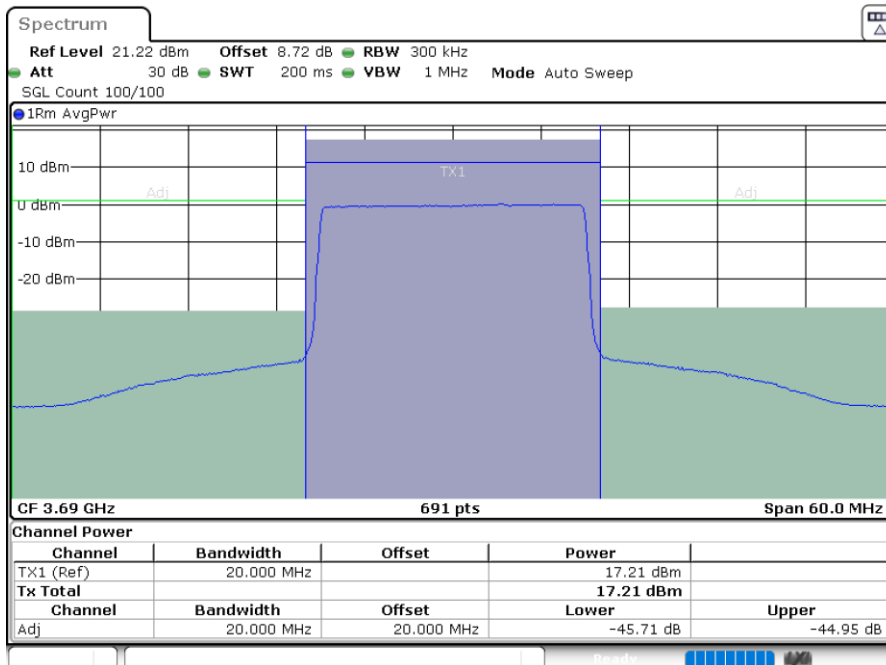 Spectrum
Ref Level 21.22 dBm Offset 8.72 dB RBW 300 kHz
Att 30 dB SWT 200 ms VBW 1 MHz Mode Auto Sweep
SGL Count 100/100
1Rm AvgPwr
10 dBm
TX1
Adj Adj
0 dBm
-10 dBm
-20 dBm
CF 3.69 GHz 691 pts Span 60.0 MHz
Channel Power
Channel Bandwidth Offset Power
TX1 (Ref) 20.000 MHz 17.21 dBm
Tx Total 17.21 dBm
Channel Bandwidth Offset Lower Upper
Adj 20.000 MHz 20.000 MHz -45.71 dB -44.95 dB
Ready